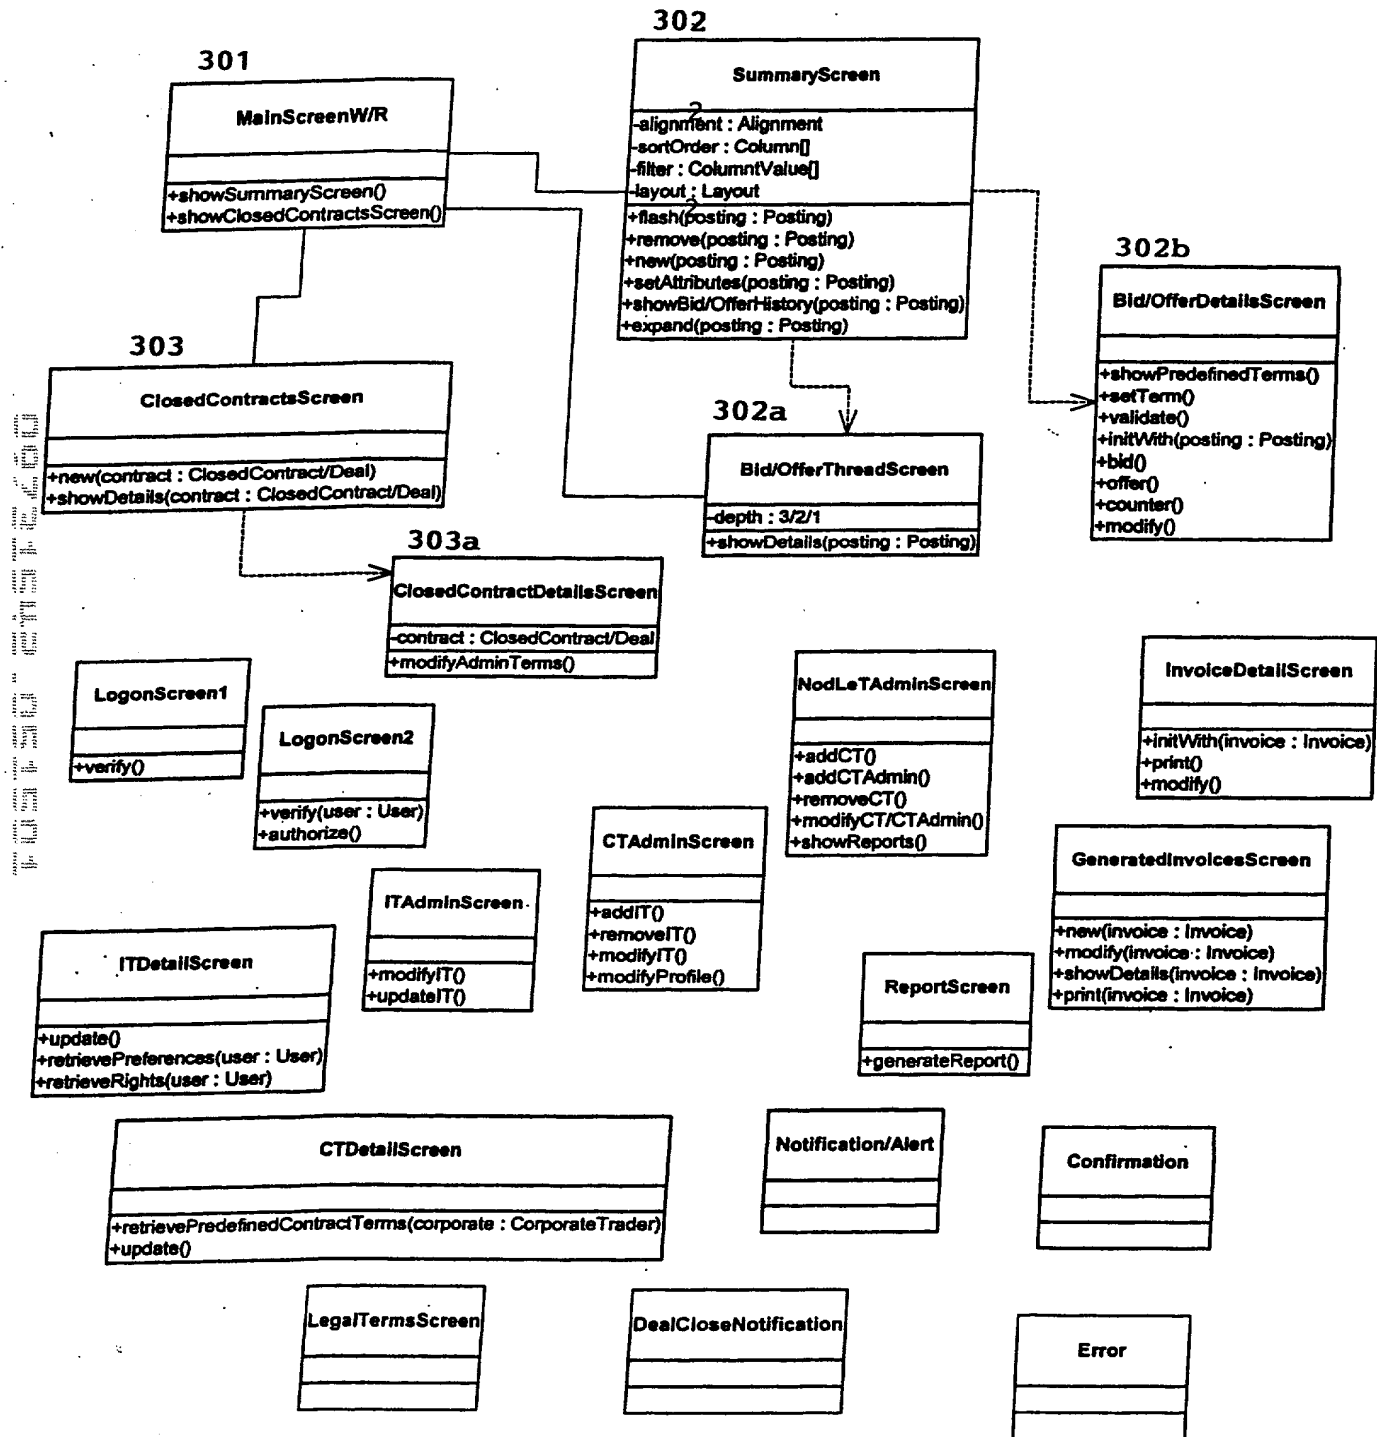 302
SummaryScreen
-alignment : Alignment
2
-sortOrder : Column[]
-filter : ColumntValue[]
-layout : Layout
+flash(posting : Posting)
+remove(posting : Posting)
+new(posting : Posting)
+setAttributes(posting : Posting)
+showBid/OfferHistory(posting : Posting)
+expand(posting : Posting)
301
MainScreenW/R
+showSummaryScreen()
+showClosedContractsScreen()
302b
Bid/OfferDetailsScreen
+showPredefinedTerms()
+setTerm()
+validate()
+initWith(posting : Posting)
+bid()
+offer()
+counter()
+modify()
303
ClosedContractsScreen
+new(contract : ClosedContract/Deal)
+showDetails(contract : ClosedContract/Deal)
302a
Bid/OfferThreadScreen
-depth : 3/2/1
+showDetails(posting : Posting)
303a
ClosedContractDetailsScreen
-contract : ClosedContract/Deal
+modifyAdminTerms()
LogonScreen1
+verify()
LogonScreen2
+verify(user : User)
+authorize()
NodLeTAdminScreen
+addCT()
+addCTAdmin()
+removeCT()
+modifyCT/CTAdmin()
+showReports()
InvoiceDetailScreen
+initWith(invoice : Invoice)
+print()
+modify()
CTAdminScreen
+addIT()
+removeIT()
+modifyIT()
+modifyProfile()
GeneratedInvoicesScreen
+new(invoice : Invoice)
+modify(invoice : Invoice)
+showDetails(invoice : Invoice)
+print(invoice : Invoice)
ITAdminScreen
+modifyIT()
+updateIT()
ITDetailScreen
+update()
+retrievePreferences(user : User)
+retrieveRights(user : User)
ReportScreen
+generateReport()
CTDetailScreen
+retrievePredefinedContractTerms(corporate : CorporateTrader)
+update()
Notification/Alert
Confirmation
LegalTermsScreen
DealCloseNotification
Error